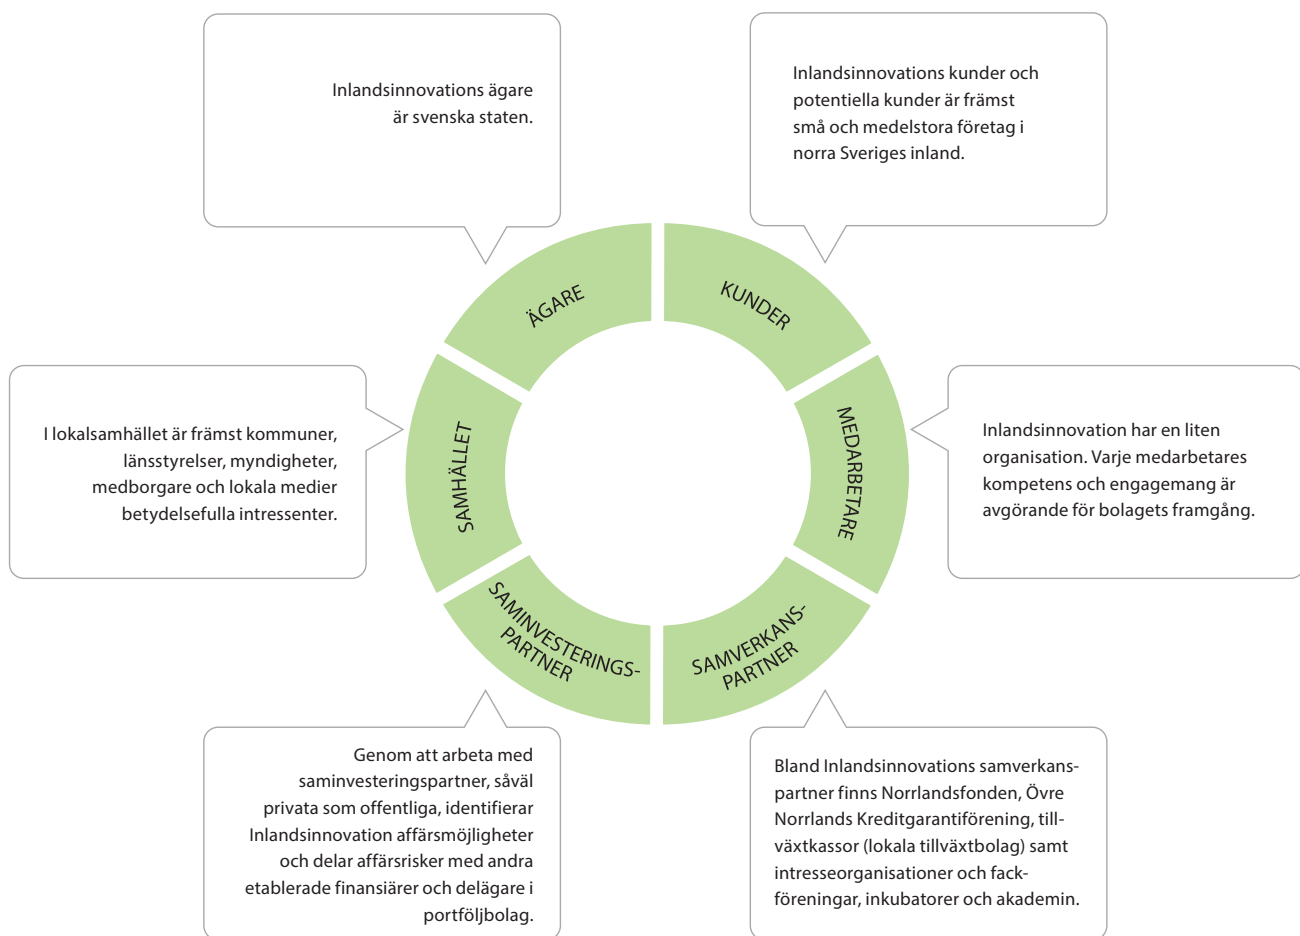 Inlandsinnovations ägare
är svenska staten.
Inlandsinnovations kunder och
potentiella kunder är främst
små och medelstora företag i
norra Sveriges inland.
ÄGARE
KUNDER
I lokalsamhället är främst kommuner,
länsstyrelser, myndigheter,
medborgare och lokala medier
betydelsefulla intressenter.
SAMHÄLLET
MEDARBETARE
Inlandsinnovation har en liten
organisation. Varje medarbetares
kompetens och engagemang är
avgörande för bolagets framgång.
SAMINVESTERINGS-
PARTNER
SAMVERKANS-
PARTNER
Genom att arbeta med
saminvesteringspartner, såväl
privata som offentliga, identifierar
Inlandsinnovation affärsmöjligheter
och delar affärsrisker med andra
etablerade finansiärer och delägare i
portföljbolag.
Bland Inlandsinnovations samverkans-
partner finns Norrlandsfonden, Övre
Norrlands Kreditgarantiförening, till-
växtkassor (lokala tillväxtbolag) samt
intresseorganisationer och fack-
föreningar, inkubatorer och akademin.